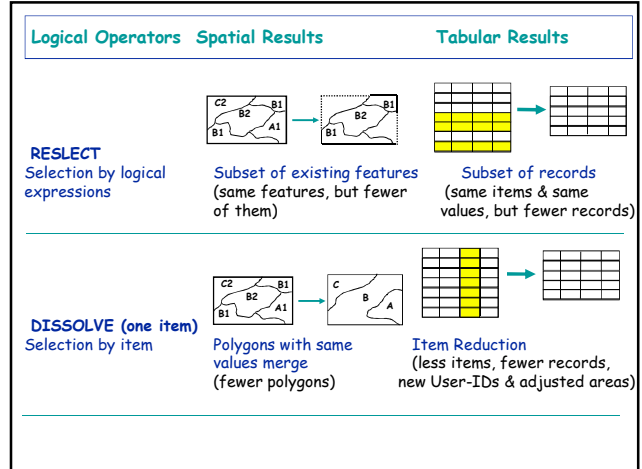 Logical Operators Spatial Results Tabular Results
C2 B1 B2 B1 A1
B1 B2 B1
RESLECT
Selection by logical
expressions
Subset of existing features
(same features, but fewer
of them)
Subset of records
(same items & same
values, but fewer records)
C2 B1 B2 B1 A1
C B A
DISSOLVE (one item)
Selection by item
Polygons with same
values merge
(fewer polygons)
Item Reduction
(less items, fewer records,
new User-IDs & adjusted areas)